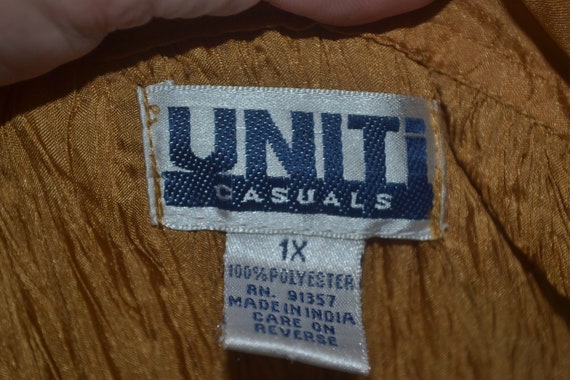 UNITi
CASUALS
1X
100% POLYESTER
RN. 91357
MADE IN INDIA
CARE ON
REVERSE